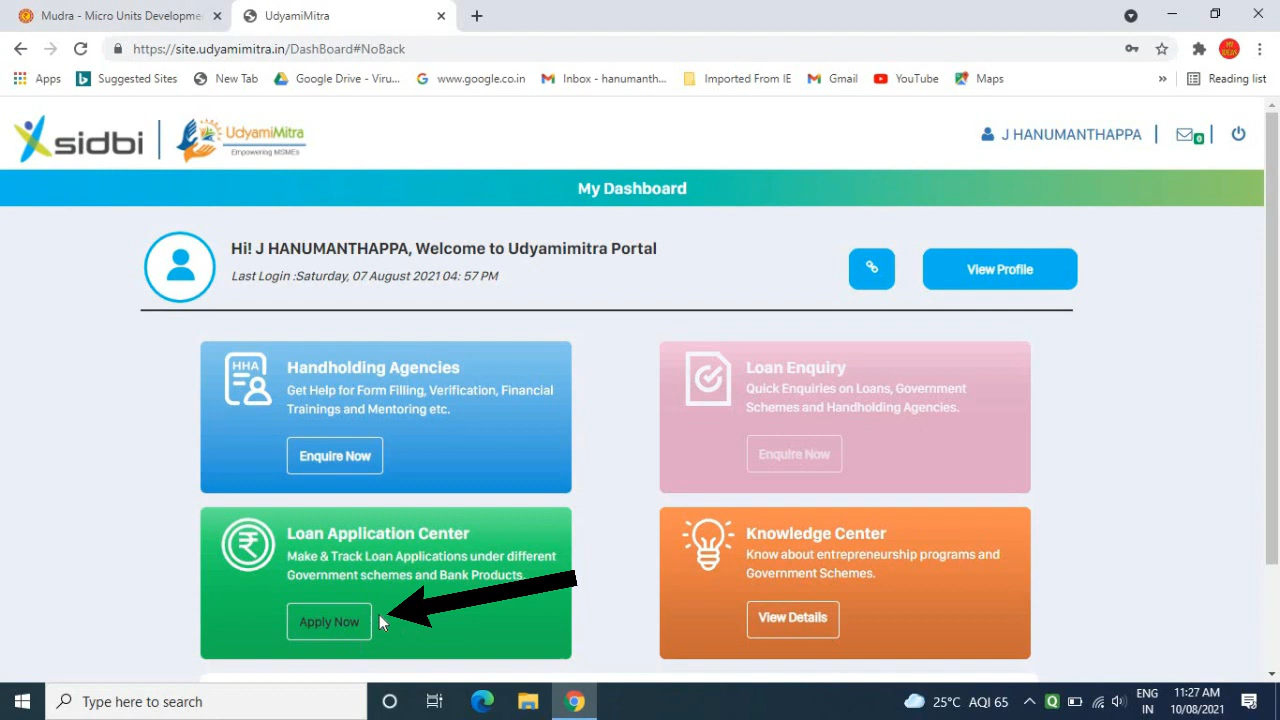 Mudra - Micro Units Developme
UdyamiMitra
https://site.udyamimitra.in/DashBoard#NoBack
Apps
Suggested Sites
New Tab
Google Drive - Viru...
www.google.co.in
Inbox - hanumanth...
Imported From IE
Gmail
YouTube
Maps
»
Reading list
sidbi
UdyamiMitra
Empowering MSMEs
J HANUMANTHAPPA
0
My Dashboard
Hi! J HANUMANTHAPPA, Welcome to Udyamimitra Portal
Last Login :Saturday, 07 August 2021 04: 57 PM
View Profile
HHA
Handholding Agencies
Get Help for Form Filling, Verification, Financial
Trainings and Mentoring etc.
Enquire Now
Loan Enquiry
Quick Enquiries on Loans, Government
Schemes and Handholding Agencies.
Enquire Now
₹
Loan Application Center
Make & Track Loan Applications under different
Government schemes and Bank Products.
Apply Now
Knowledge Center
Know about entrepreneurship programs and
Government Schemes.
View Details
Type here to search
25°C AQI 65
ENG
IN
11:27 AM
10/08/2021